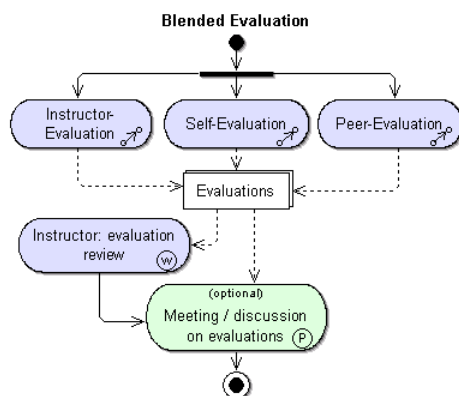 Blended Evaluation
Instructor-
Evaluation
Self-Evaluation
Peer-Evaluation
Evaluations
Instructor: evaluation
review
W
(optional)
Meeting / discussion
on evaluations
P